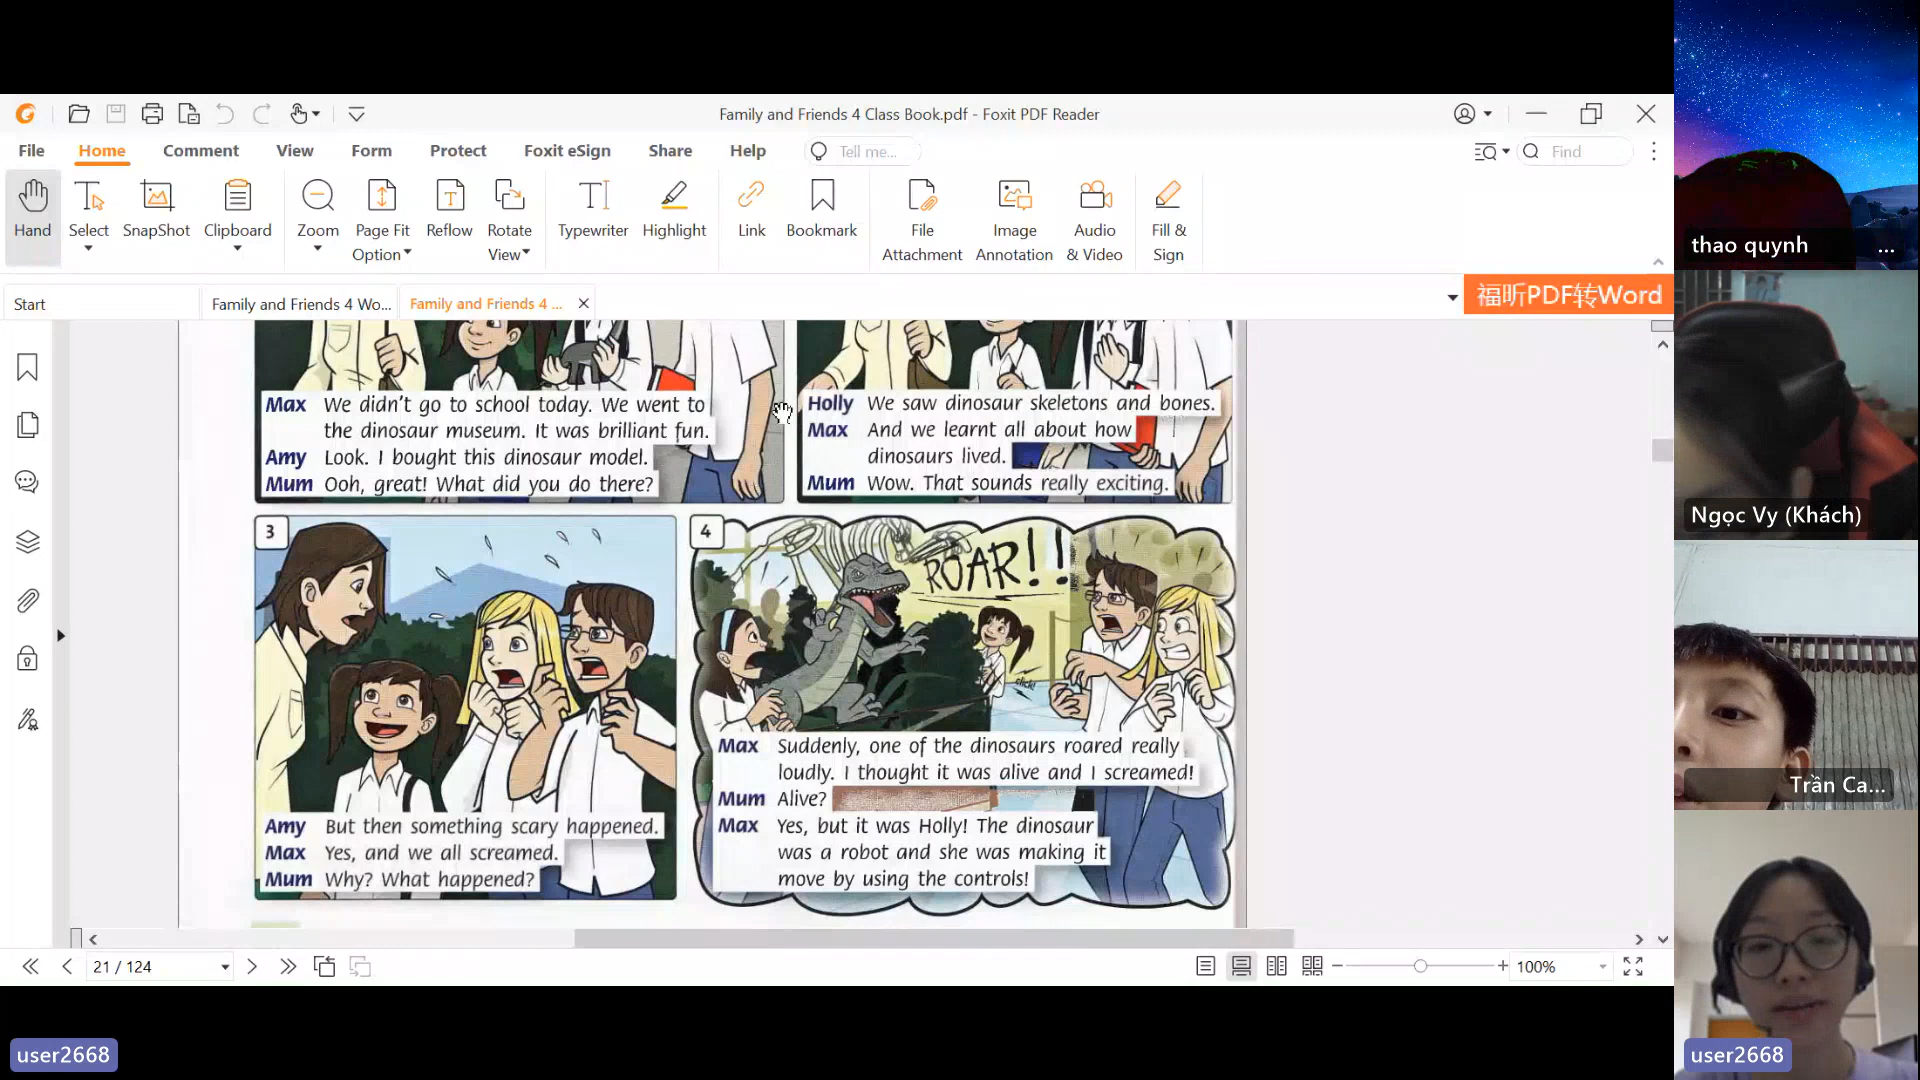 Family and Friends 4 Class Book.pdf - Foxit PDF Reader
File Home Comment View Form Protect Foxit eSign Share Help Tell me... Find
Hand Select SnapShot Clipboard Zoom Page Fit Option Reflow Rotate View Typewriter Highlight Link Bookmark File Attachment Image Annotation Audio & Video Fill & Sign
Start Family and Friends 4 Wo... Family and Friends 4 ... 福昕PDF转Word
Max We didn't go to school today. We went to
the dinosaur museum. It was brilliant fun.
Amy Look. I bought this dinosaur model.
Mum Ooh, great! What did you do there?
Holly We saw dinosaur skeletons and bones.
Max And we learnt all about how
dinosaurs lived.
Mum Wow. That sounds really exciting.
3
Amy But then something scary happened.
Max Yes, and we all screamed.
Mum Why? What happened?
4
ROAR!!
click!
Max Suddenly, one of the dinosaurs roared really
loudly. I thought it was alive and I screamed!
Mum Alive?
Max Yes, but it was Holly! The dinosaur
was a robot and she was making it
move by using the controls!
21 / 124
100%
user2668
thao quynh ...
Ngọc Vy (Khách)
Trần Ca...
user2668